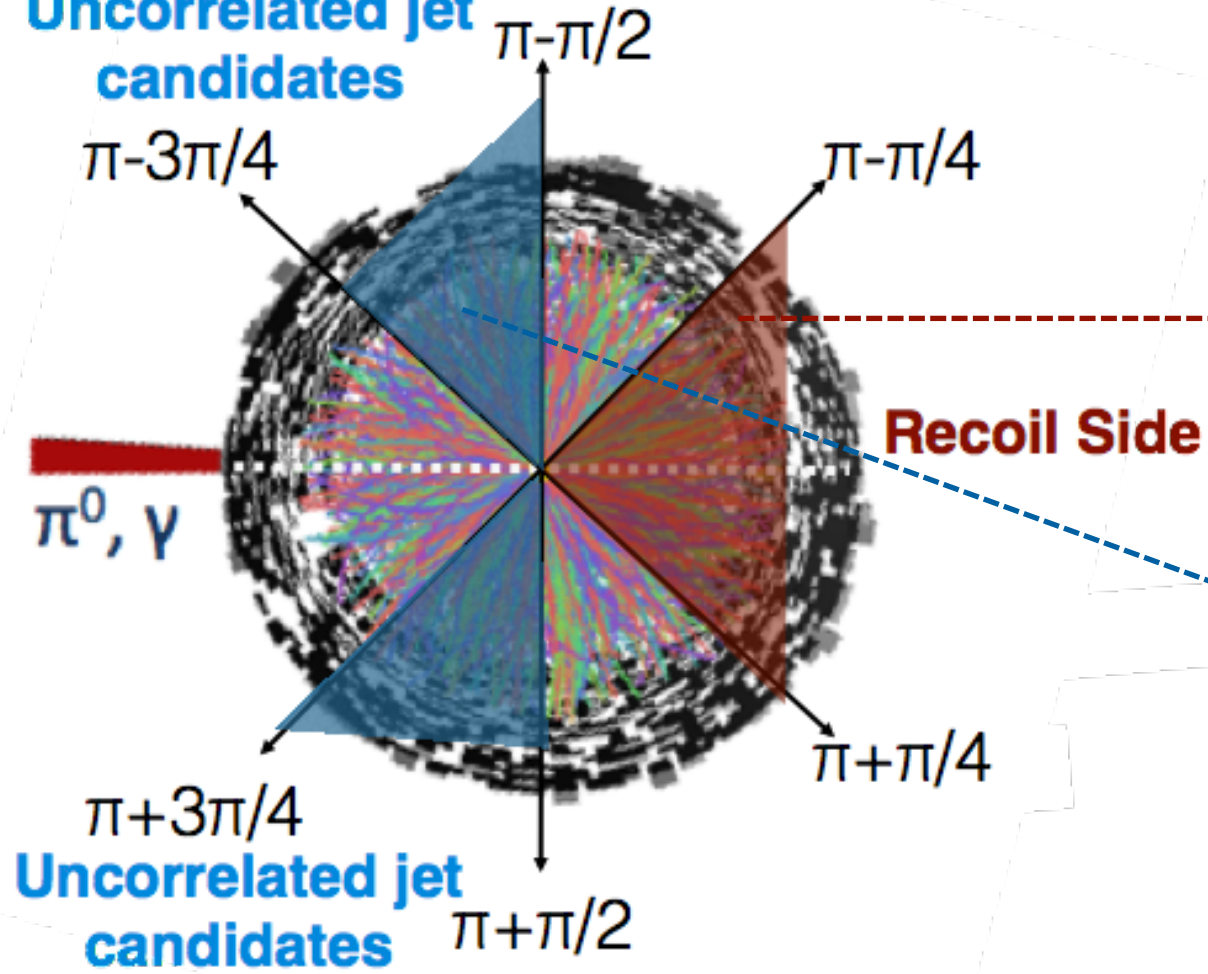 Uncorrelated jet
candidates
π-π/2
π-3π/4
π-π/4
Recoil Side
π⁰, γ
π+π/4
π+3π/4
Uncorrelated jet
candidates
π+π/2